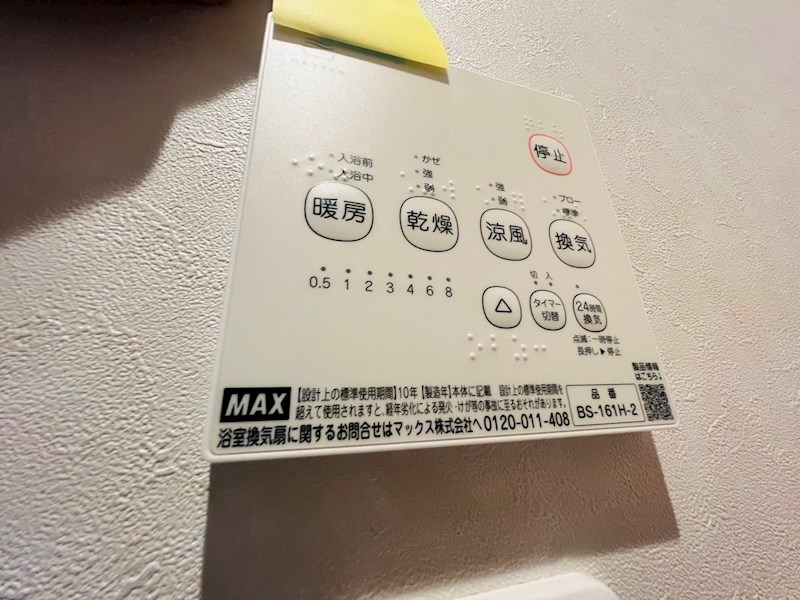 停止
入浴前
入浴中
暖房
かぜ
強
弱
乾燥
強
弱
涼風
ブロー
標準
換気
0.5 1 2 3 4 6 8
△
切 入
タイマー
切替
24時間
換気
点滅:一時停止
長押し▶停止
製品情報
はこちら↓
MAX
【設計上の標準使用期間】10年【製造年】本体に記載 設計上の標準使用期間を
超えて使用されますと、経年劣化による発火・けが等の事故に至るおそれがあります。
品番
BS-161H-2
浴室換気扇に関するお問合せはマックス株式会社へ 0120-011-408